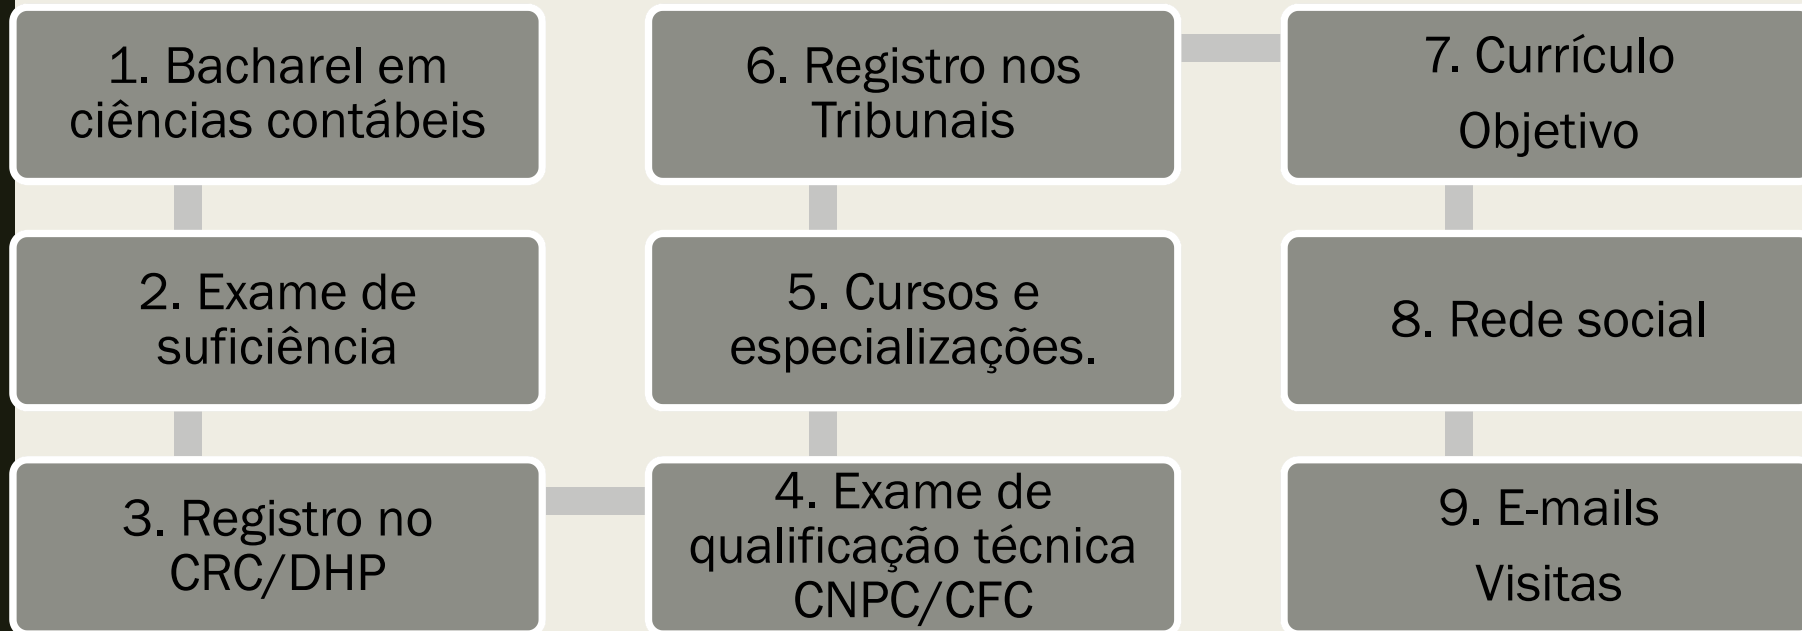 1. Bacharel em
ciências contábeis
2. Exame de
suficiência
3. Registro no
CRC/DHP
4. Exame de
qualificação técnica
CNPC/CFC
5. Cursos e
especializações.
6. Registro nos
Tribunais
7. Currículo
Objetivo
8. Rede social
9. E-mails
Visitas